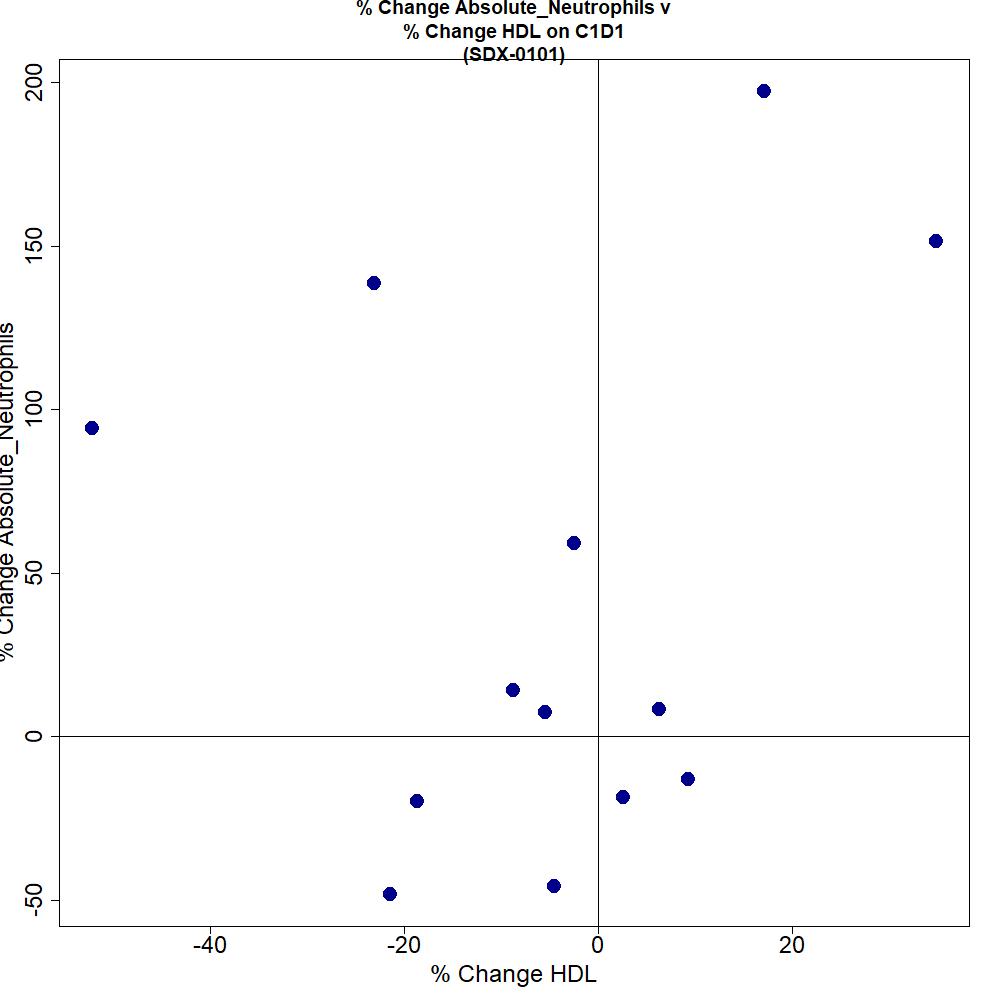 % Change Absolute_Neutrophils v
% Change HDL on C1D1
(SDX-0101)
200
150
100
50
0
-50
% Change Absolute_Neutrophils
-40
-20
0
20
% Change HDL